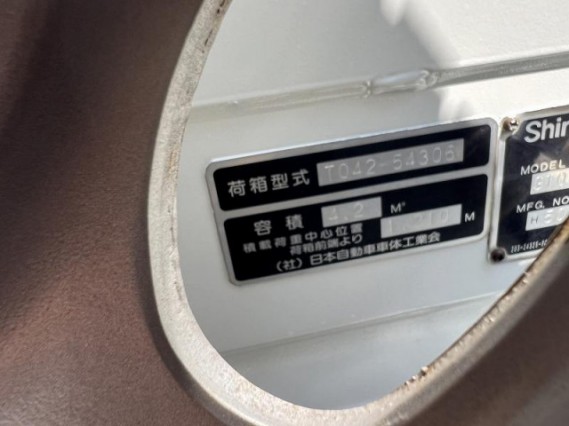 荷箱型式 T042-54306
容積 4.2 M³
積載荷重中心位置
荷箱前端より M
(社)日本自動車車体工業会
Shin
MODEL
MFG. NO